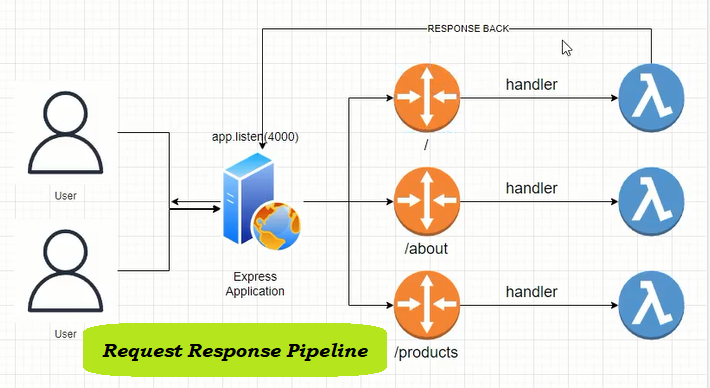 RESPONSE BACK
handler
app.listen(4000)
/
User
handler
/about
Express
Application
handler
User
Request Response Pipeline
/products